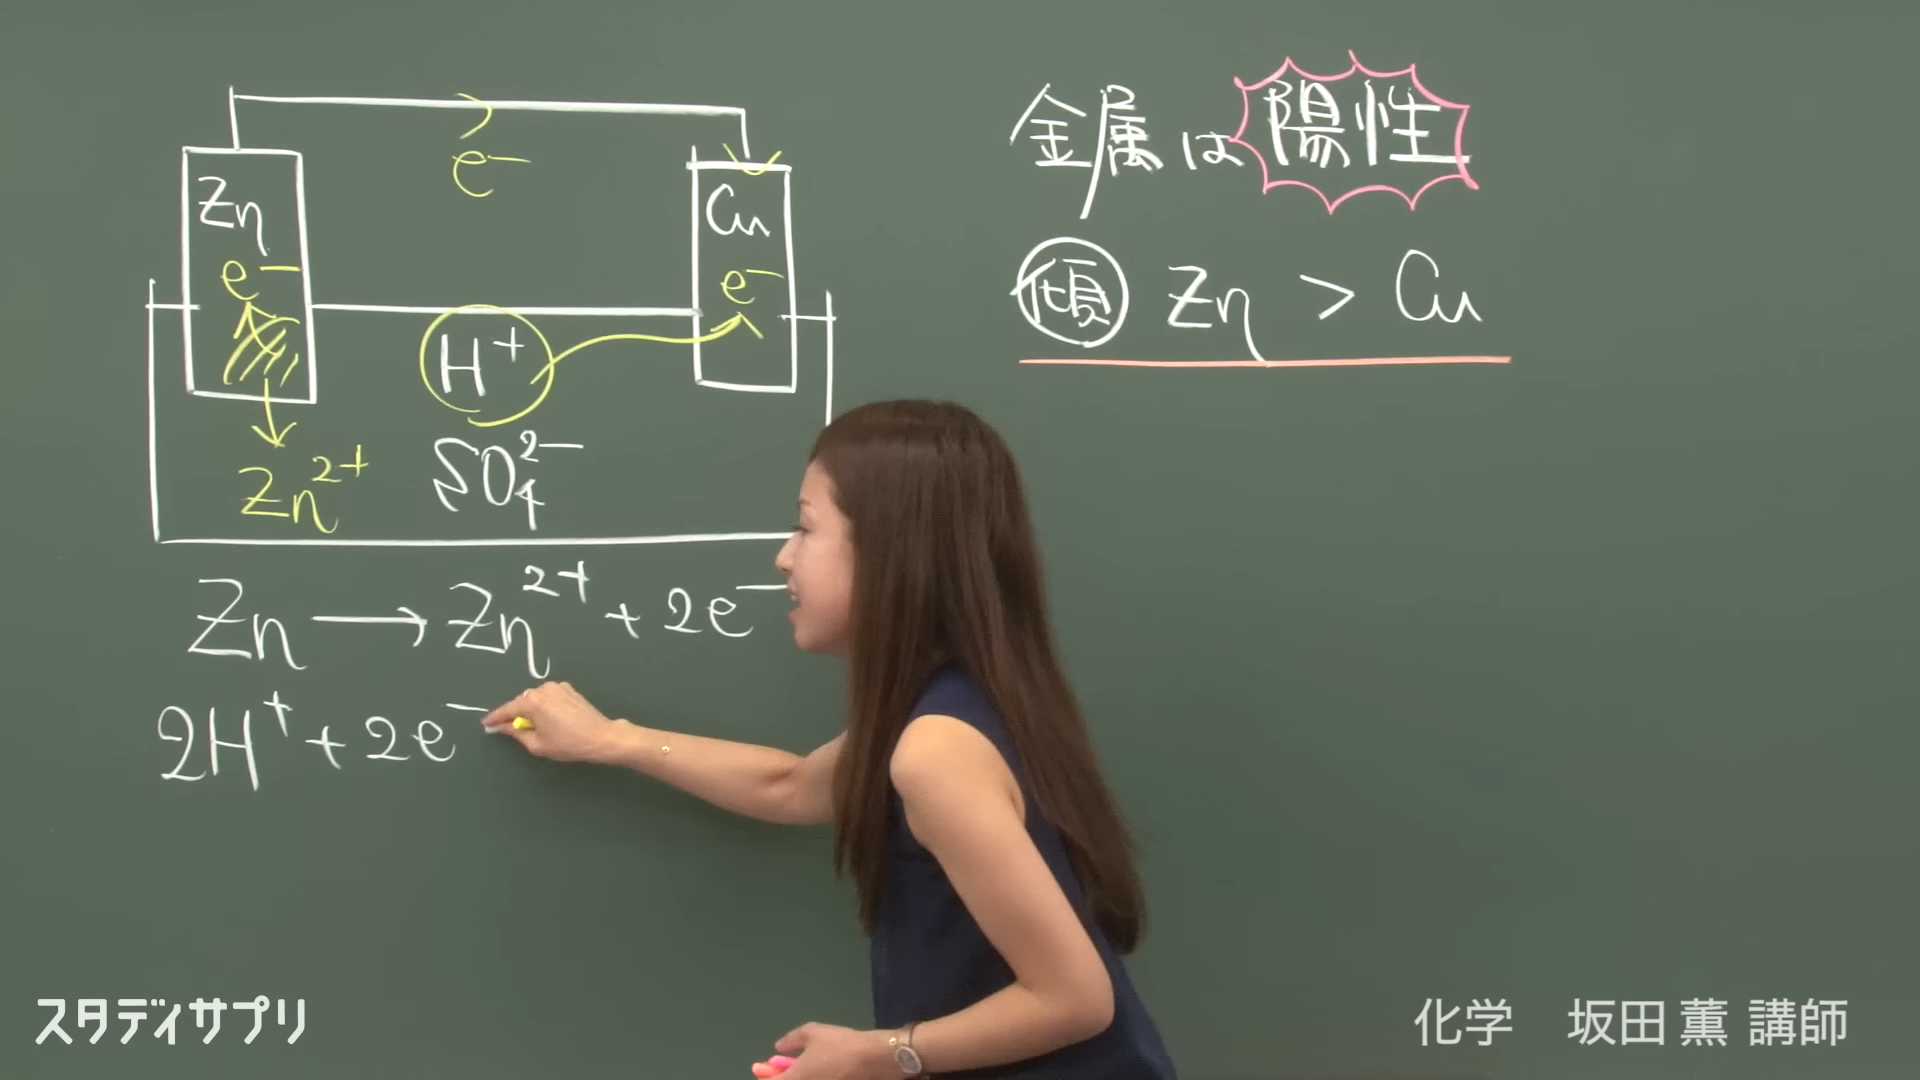 e⁻
Zn
Cu
e⁻
e⁻
H⁺
Zn²⁺
SO₄²⁻
Zn → Zn²⁺ + 2e⁻
2H⁺ + 2e⁻
金属は陽性
傾 Zn > Cu
スタディサプリ
化学 坂田 薫 講師